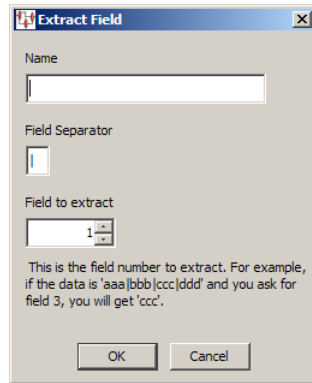 Extract Field
Name
Field Separator
|
Field to extract
1
This is the field number to extract. For example,
if the data is 'aaa|bbb|ccc|ddd' and you ask for
field 3, you will get 'ccc'.
OK
Cancel